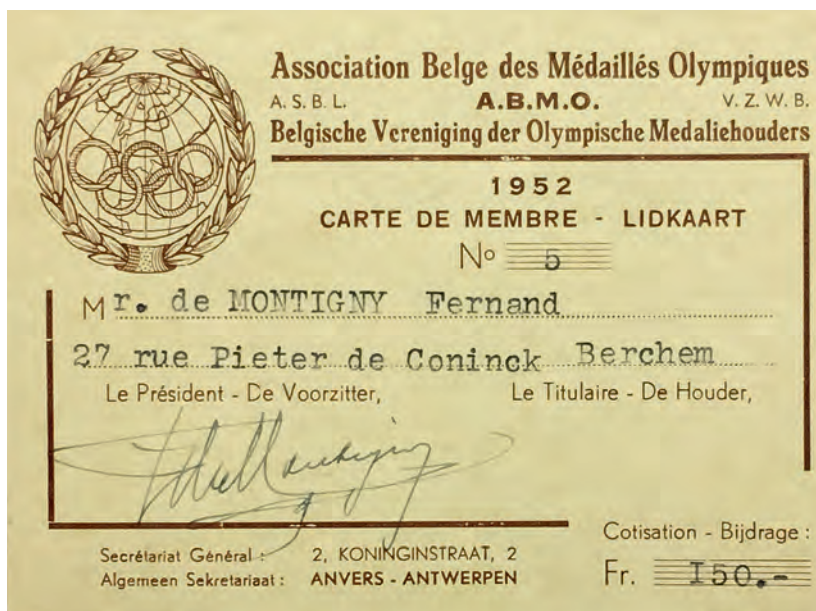 Association Belge des Médaillés Olympiques
A. S. B. L. A.B.M.O. V. Z. W. B.
Belgische Vereniging der Olympische Medaliehouders
1952
CARTE DE MEMBRE - LIDKAART
No 5
Mr. de MONTIGNY Fernand
27 rue Pieter de Coninck Berchem
Le Président - De Voorzitter, Le Titulaire - De Houder,
Secrétariat Général : 2, KONINGINSTRAAT, 2
Algemeen Sekretariaat : ANVERS - ANTWERPEN
Cotisation - Bijdrage :
Fr. I50.-